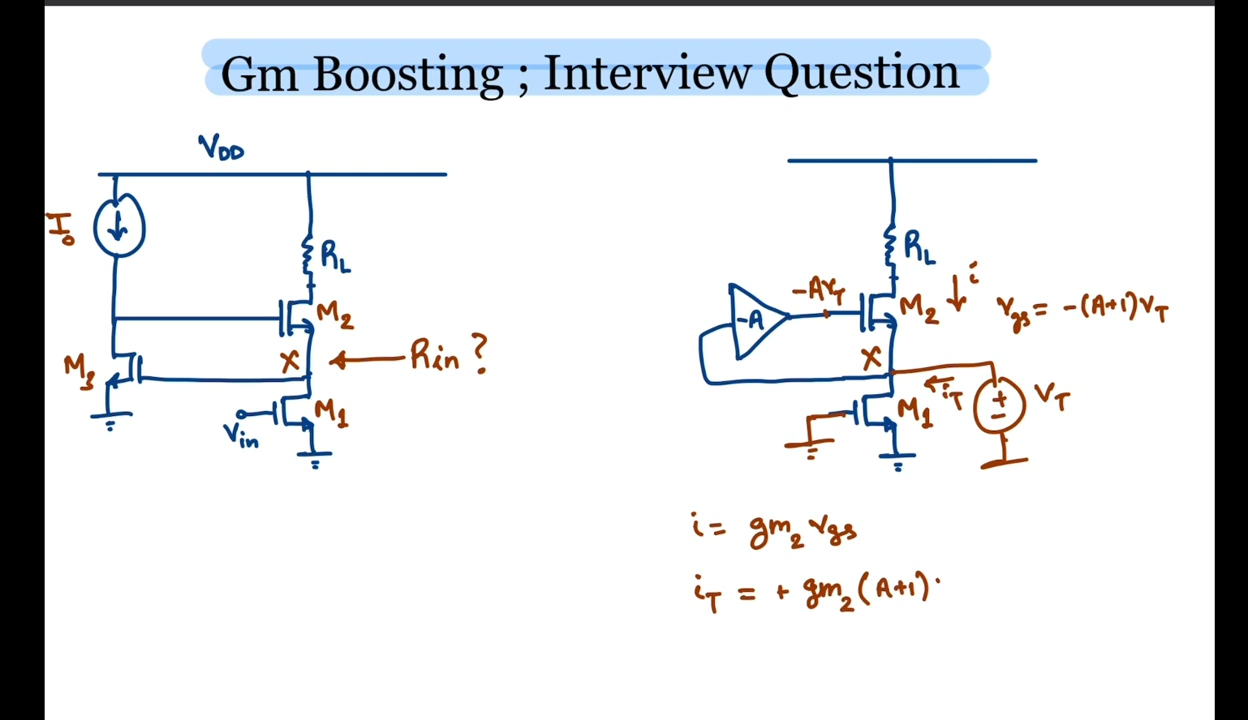 Gm Boosting ; Interview Question
VDD
I₀
RL
M₂
M₃
X
Rin ?
M₁
Vin
RL
i
-AvT
-A
M₂
vgs = -(A+1)vT
X
iT
M₁
+
-
VT
i = gm₂ vgs
iT = + gm₂ (A+1)·